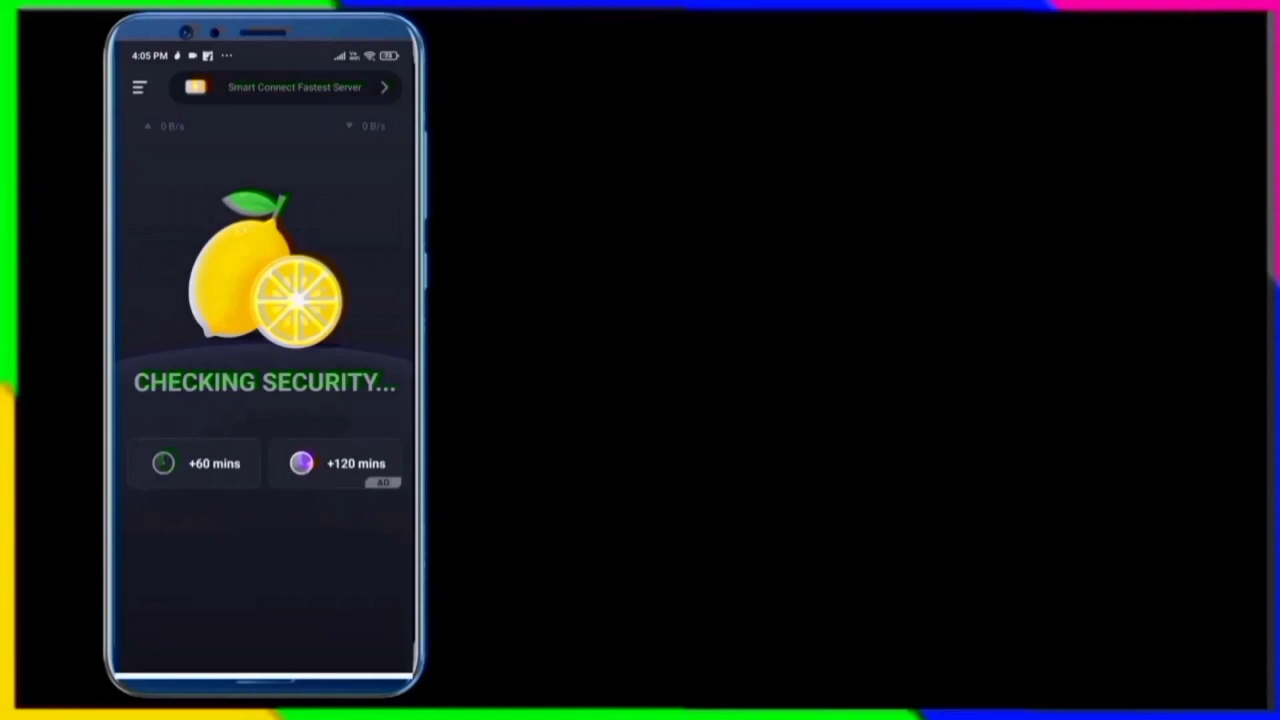 4:05 PM
Smart Connect Fastest Server
0 B/s
0 B/s
CHECKING SECURITY...
+60 mins
+120 mins
AD